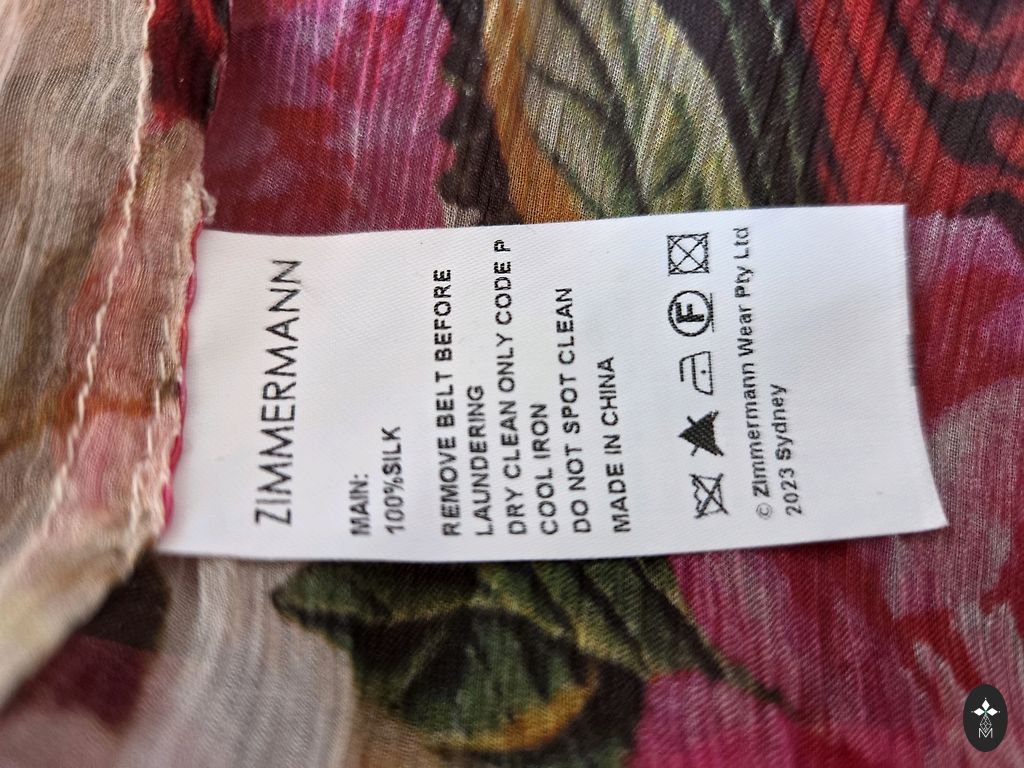 ZIMMERMANN
MAIN:
100%SILK
REMOVE BELT BEFORE
LAUNDERING
DRY CLEAN ONLY CODE P
COOL IRON
DO NOT SPOT CLEAN
MADE IN CHINA
F
© Zimmermann Wear Pty Ltd
2023 Sydney
M